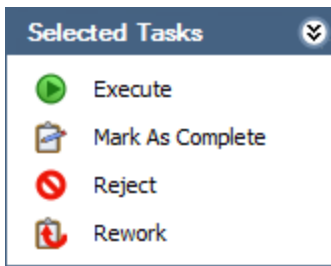 Selected Tasks
Execute
Mark As Complete
Reject
Rework